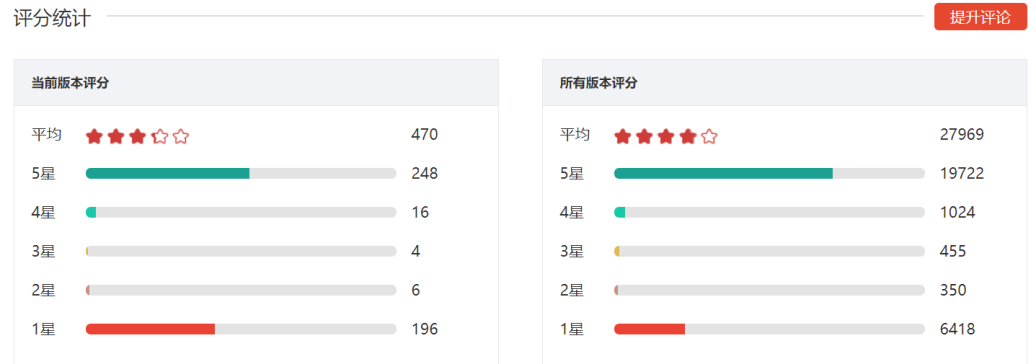 评分统计
提升评论
当前版本评分
平均 470
5星 248
4星 16
3星 4
2星 6
1星 196
所有版本评分
平均 27969
5星 19722
4星 1024
3星 455
2星 350
1星 6418